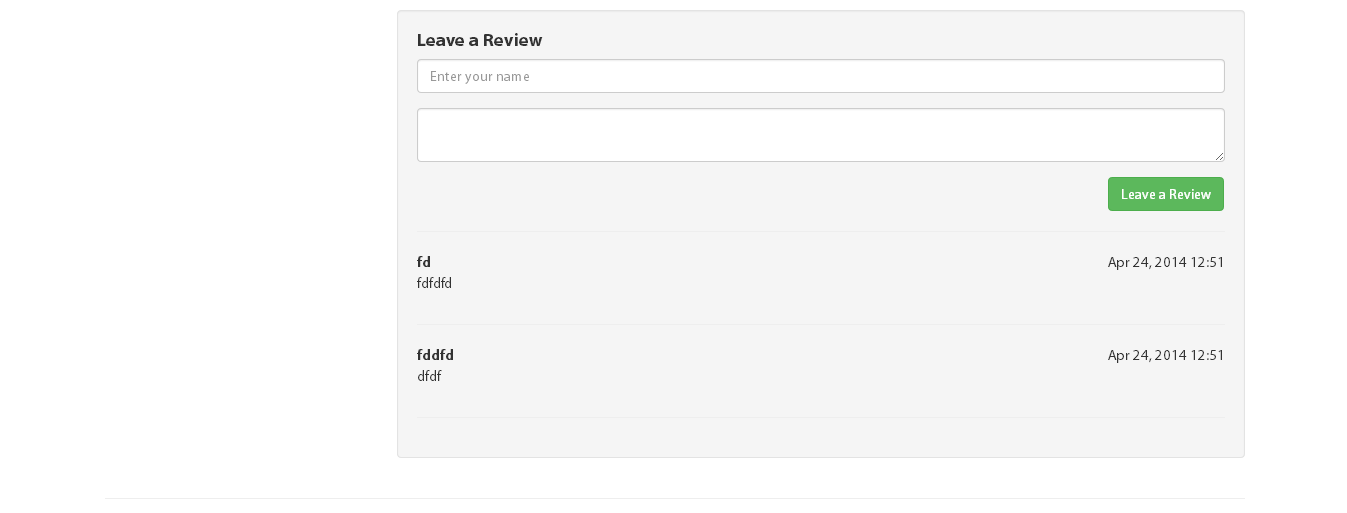 Leave a Review
Enter your name
Leave a Review
fd Apr 24, 2014 12:51
fdfdfd
fddfd Apr 24, 2014 12:51
dfdf